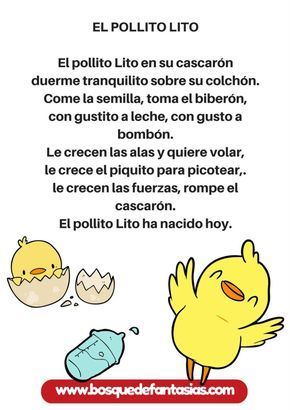 EL POLLITO LITO
El pollito Lito en su cascarón
duerme tranquilito sobre su colchón.
Come la semilla, toma el biberón,
con gustito a leche, con gusto a
bombón.
Le crecen las alas y quiere volar,
le crece el piquito para picotear,.
le crecen las fuerzas, rompe el
cascarón.
El pollito Lito ha nacido hoy.
www.bosquedefantasias.com